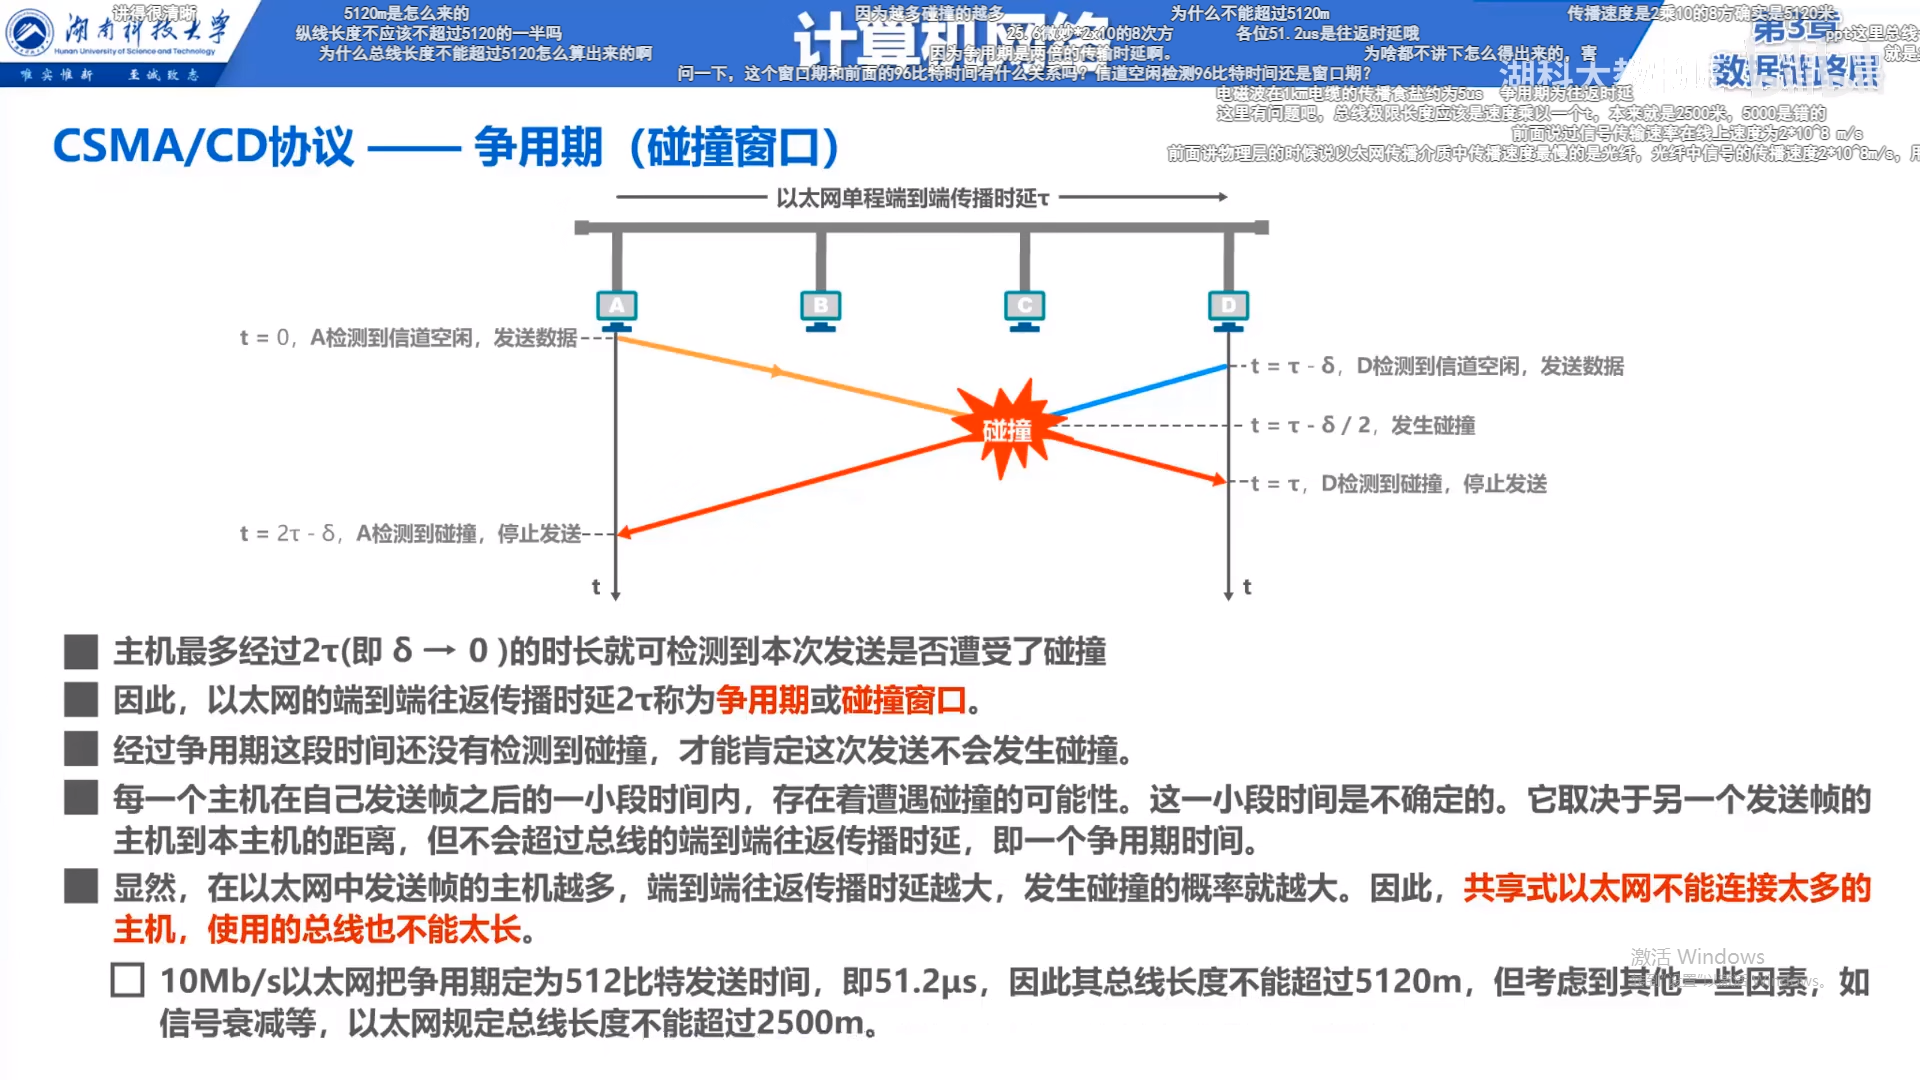 湖南科技大学
Hunan University of Science and Technology
唯实惟新 至诚致志
计算机网络
第3章
数据链路层
讲得很清晰
5120m是怎么来的
因为越多碰撞的越多
为什么不能超过5120m
传播速度是2乘10的8方确实是5120米
纵线长度不应该不超过5120的一半吗
25.6微妙*2x10的8次方
各位51.2us是往返时延哦
ppt这里总线
为什么总线长度不能超过5120怎么算出来的啊
因为争用期是两倍的传输时延啊。
为啥都不讲下怎么得出来的，害
就是
问一下，这个窗口期和前面的96比特时间有什么关系吗？信道空闲检测96比特时间还是窗口期？
湖科大教
电磁波在1km电缆的传播食盐约为5us 争用期为往返时延
这里有问题吧，总线极限长度应该是速度乘以一个t，本来就是2500米，5000是错的
前面说过信号传输速率在线上速度为2*10^8 m/s
前面讲物理层的时候说以太网传播介质中传播速度最慢的是光纤，光纤中信号的传播速度2*10^8m/s，用
CSMA/CD协议 —— 争用期（碰撞窗口）
以太网单程端到端传播时延τ
A B C D
t = 0，A检测到信道空闲，发送数据
t = τ - δ，D检测到信道空闲，发送数据
碰撞
t = τ - δ / 2，发生碰撞
t = τ，D检测到碰撞，停止发送
t = 2τ - δ，A检测到碰撞，停止发送
t t
主机最多经过2τ(即 δ → 0 )的时长就可检测到本次发送是否遭受了碰撞
因此，以太网的端到端往返传播时延2τ称为争用期或碰撞窗口。
经过争用期这段时间还没有检测到碰撞，才能肯定这次发送不会发生碰撞。
每一个主机在自己发送帧之后的一小段时间内，存在着遭遇碰撞的可能性。这一小段时间是不确定的。它取决于另一个发送帧的
主机到本主机的距离，但不会超过总线的端到端往返传播时延，即一个争用期时间。
显然，在以太网中发送帧的主机越多，端到端往返传播时延越大，发生碰撞的概率就越大。因此，共享式以太网不能连接太多的
主机，使用的总线也不能太长。
激活 Windows
10Mb/s以太网把争用期定为512比特发送时间，即51.2μs，因此其总线长度不能超过5120m，但考虑到其他一些因素，如
信号衰减等，以太网规定总线长度不能超过2500m。